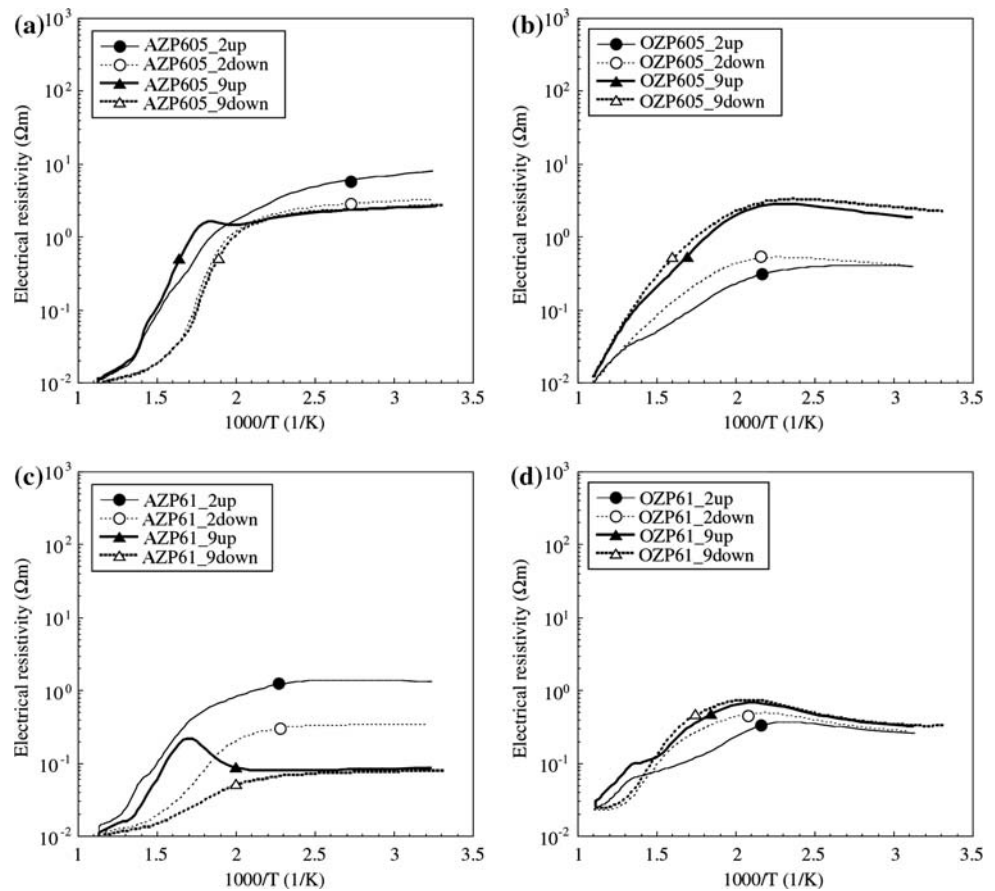 (a)
AZP605_2up
AZP605_2down
AZP605_9up
AZP605_9down
Electrical resistivity (Ωm)
10³
10²
10¹
10⁰
10⁻¹
10⁻²
1 1.5 2 2.5 3 3.5
1000/T (1/K)
(b)
OZP605_2up
OZP605_2down
OZP605_9up
OZP605_9down
Electrical resistivity (Ωm)
10³
10²
10¹
10⁰
10⁻¹
10⁻²
1 1.5 2 2.5 3 3.5
1000/T (1/K)
(c)
AZP61_2up
AZP61_2down
AZP61_9up
AZP61_9down
Electrical resistivity (Ωm)
10³
10²
10¹
10⁰
10⁻¹
10⁻²
1 1.5 2 2.5 3 3.5
1000/T (1/K)
(d)
OZP61_2up
OZP61_2down
OZP61_9up
OZP61_9down
Electrical resistivity (Ωm)
10³
10²
10¹
10⁰
10⁻¹
10⁻²
1 1.5 2 2.5 3 3.5
1000/T (1/K)